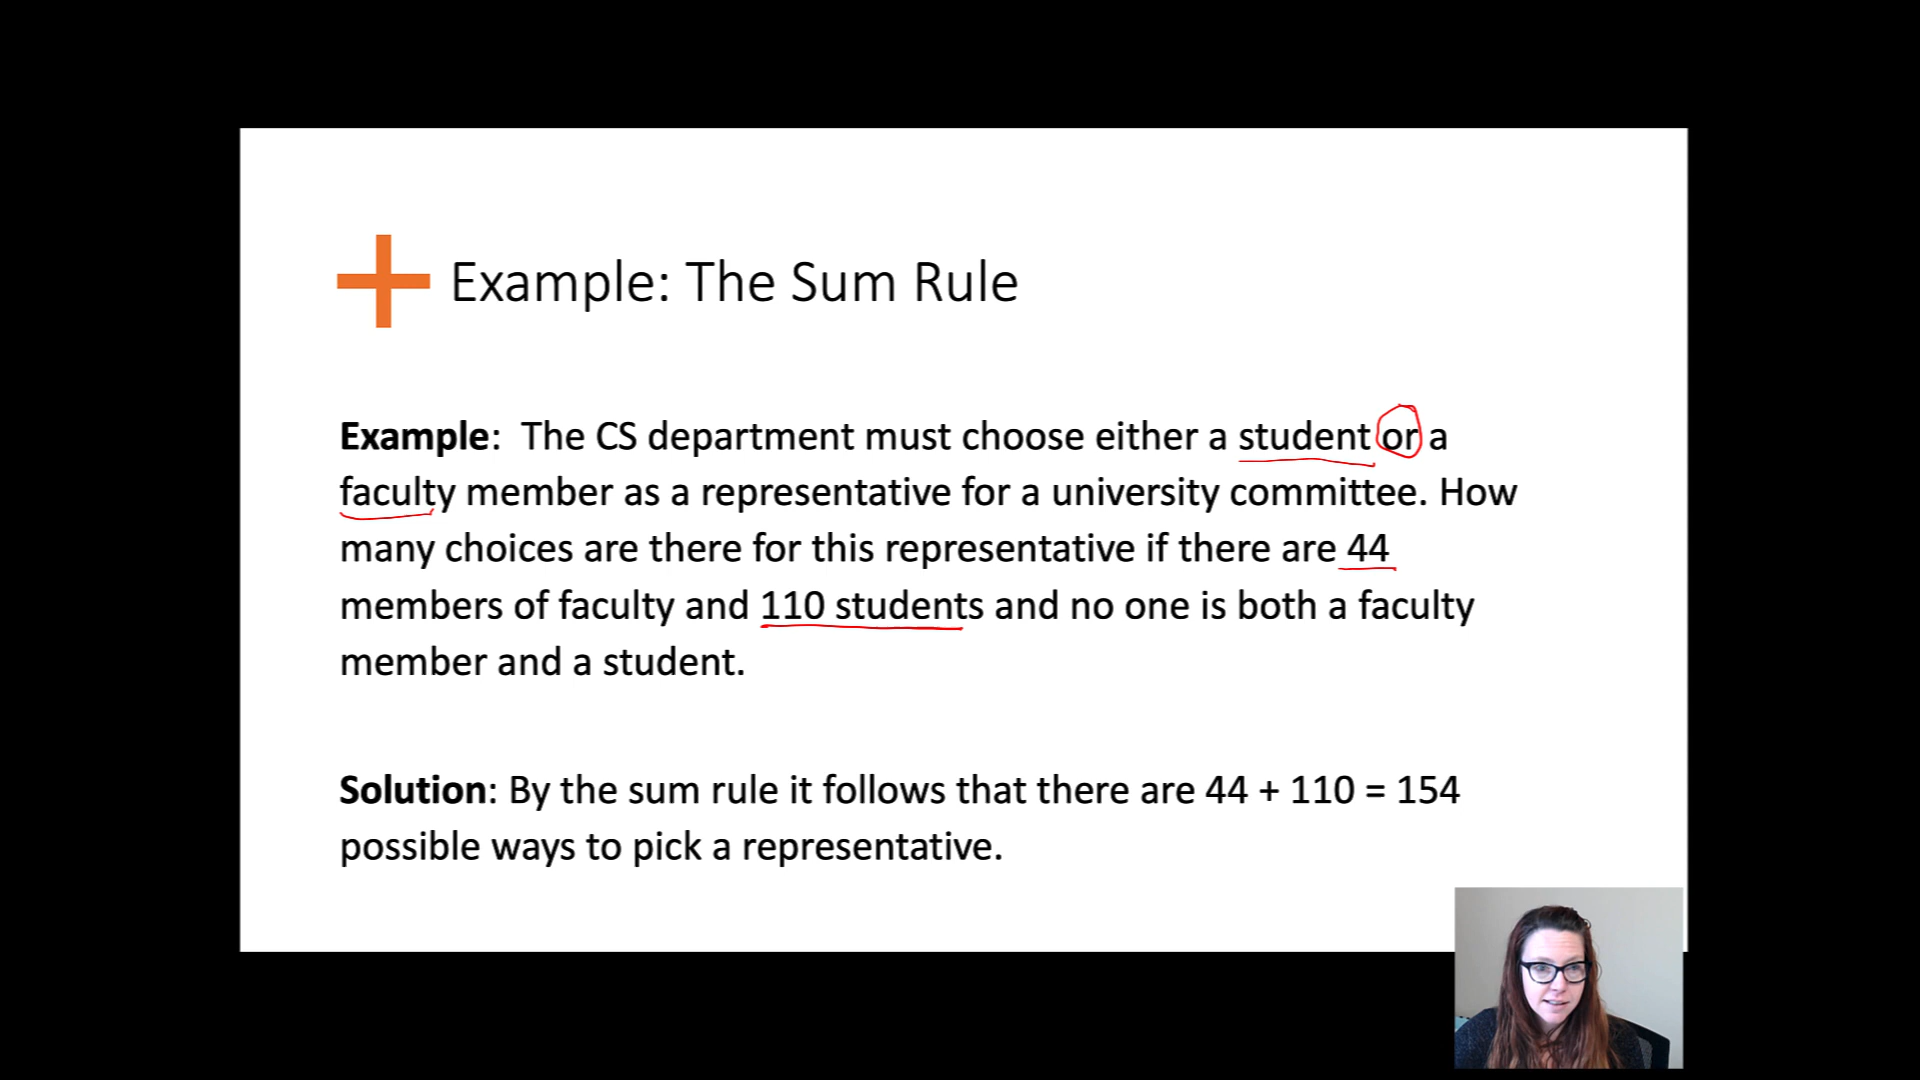 Example: The Sum Rule
Example:  The CS department must choose either a student or a
faculty member as a representative for a university committee. How
many choices are there for this representative if there are 44
members of faculty and 110 students and no one is both a faculty
member and a student.
Solution: By the sum rule it follows that there are 44 + 110 = 154
possible ways to pick a representative.